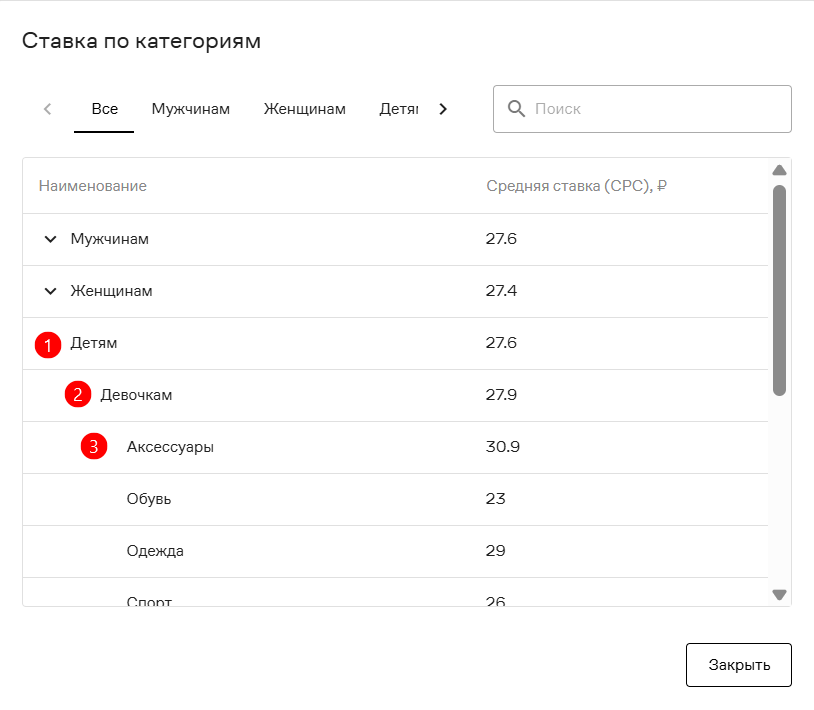 Ставка по категориям
Все Мужчинам Женщинам Детям Поиск
Наименование Средняя ставка (CPC), ₽
Мужчинам 27.6
Женщинам 27.4
1 Детям 27.6
2 Девочкам 27.9
3 Аксессуары 30.9
Обувь 23
Одежда 29
Спорт 26
Закрыть